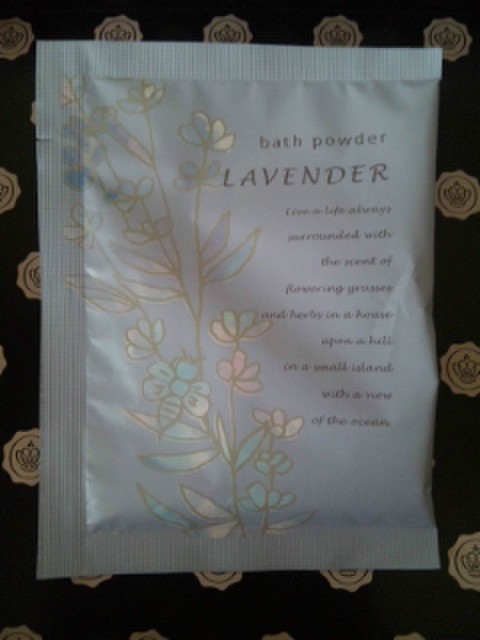 bath powder
LAVENDER
Live a life always
surrounded with
the scent of
flowering grasses
and herbs in a house
upon a hill
in a small island
with a view
of the ocean.